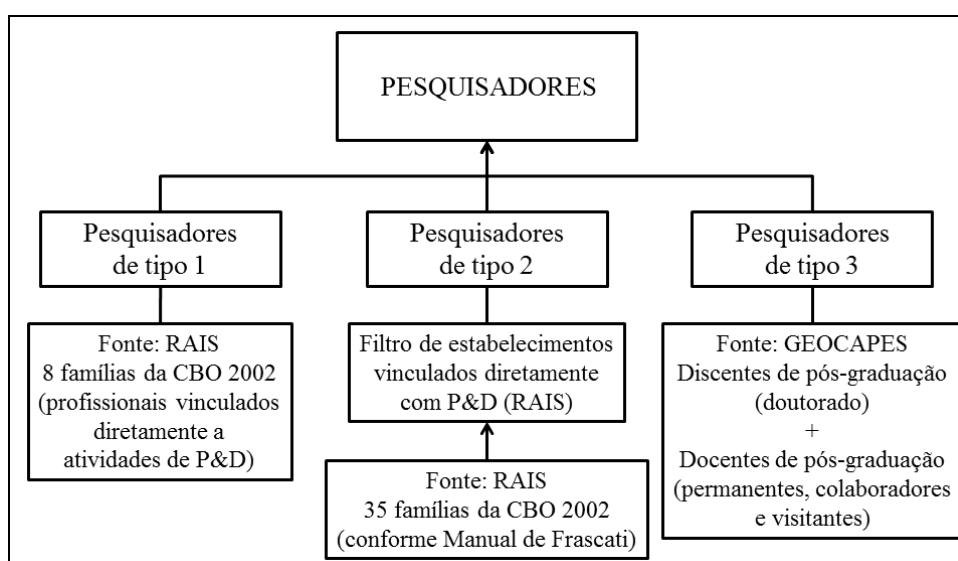 PESQUISADORES
Pesquisadores
de tipo 1
Pesquisadores
de tipo 2
Pesquisadores
de tipo 3
Fonte: RAIS
8 famílias da CBO 2002
(profissionais vinculados
diretamente a
atividades de P&D)
Filtro de estabelecimentos
vinculados diretamente
com P&D (RAIS)
Fonte: RAIS
35 famílias da CBO 2002
(conforme Manual de Frascati)
Fonte: GEOCAPES
Discentes de pós-graduação
(doutorado)
+
Docentes de pós-graduação
(permanentes, colaboradores
e visitantes)